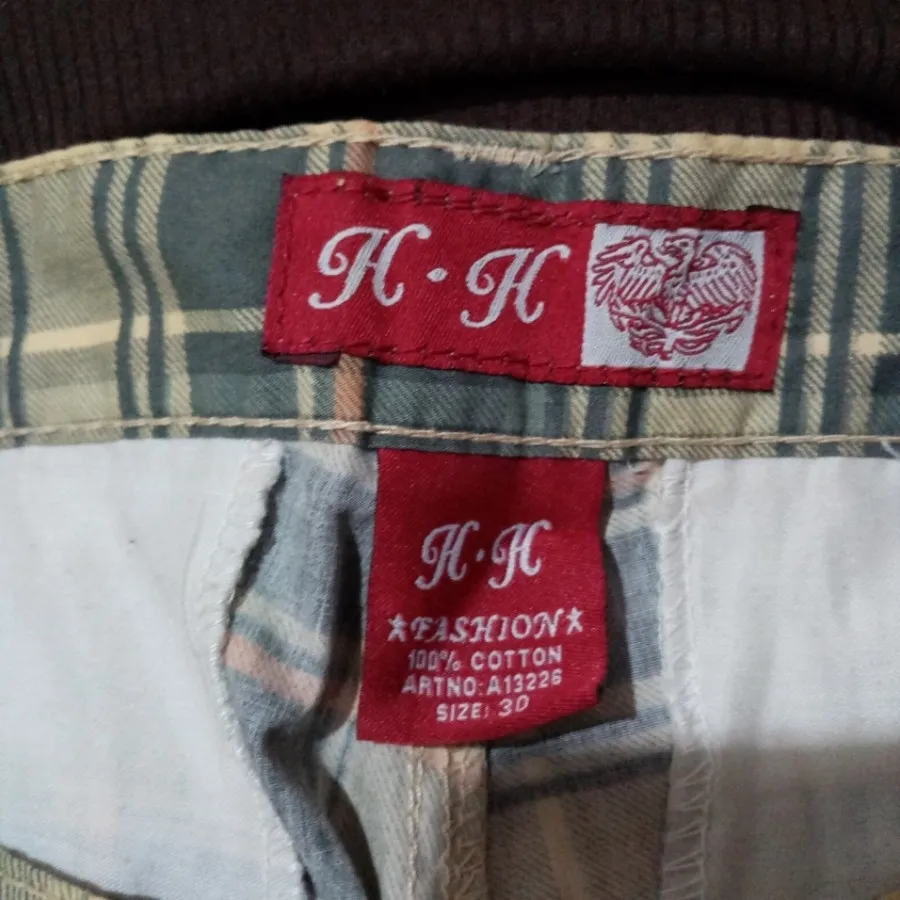 H·H
H·H
★FASHION★
100% COTTON
ARTNO:A13226
SIZE: 30